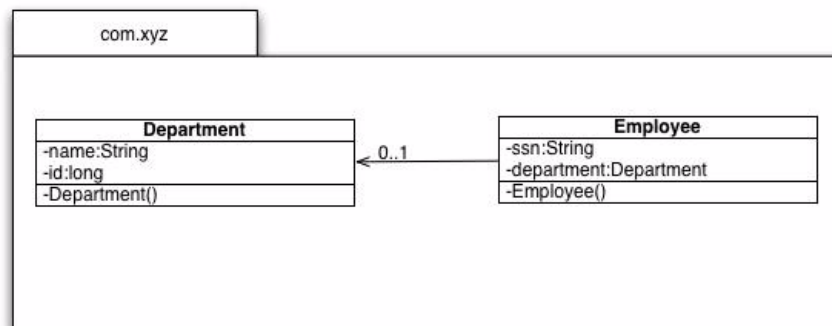 com.xyz
Department
-name:String
-id:long
-Department()
0..1
Employee
-ssn:String
-department:Department
-Employee()